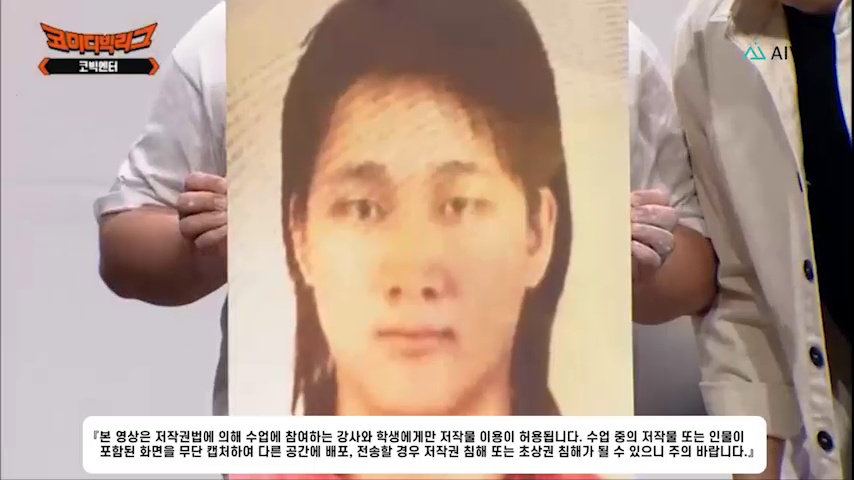 코미디빅리그
코빅엔터
AI
『본 영상은 저작권법에 의해 수업에 참여하는 강사와 학생에게만 저작물 이용이 허용됩니다. 수업 중의 저작물 또는 인물이
포함된 화면을 무단 캡처하여 다른 공간에 배포, 전송할 경우 저작권 침해 또는 초상권 침해가 될 수 있으니 주의 바랍니다.』